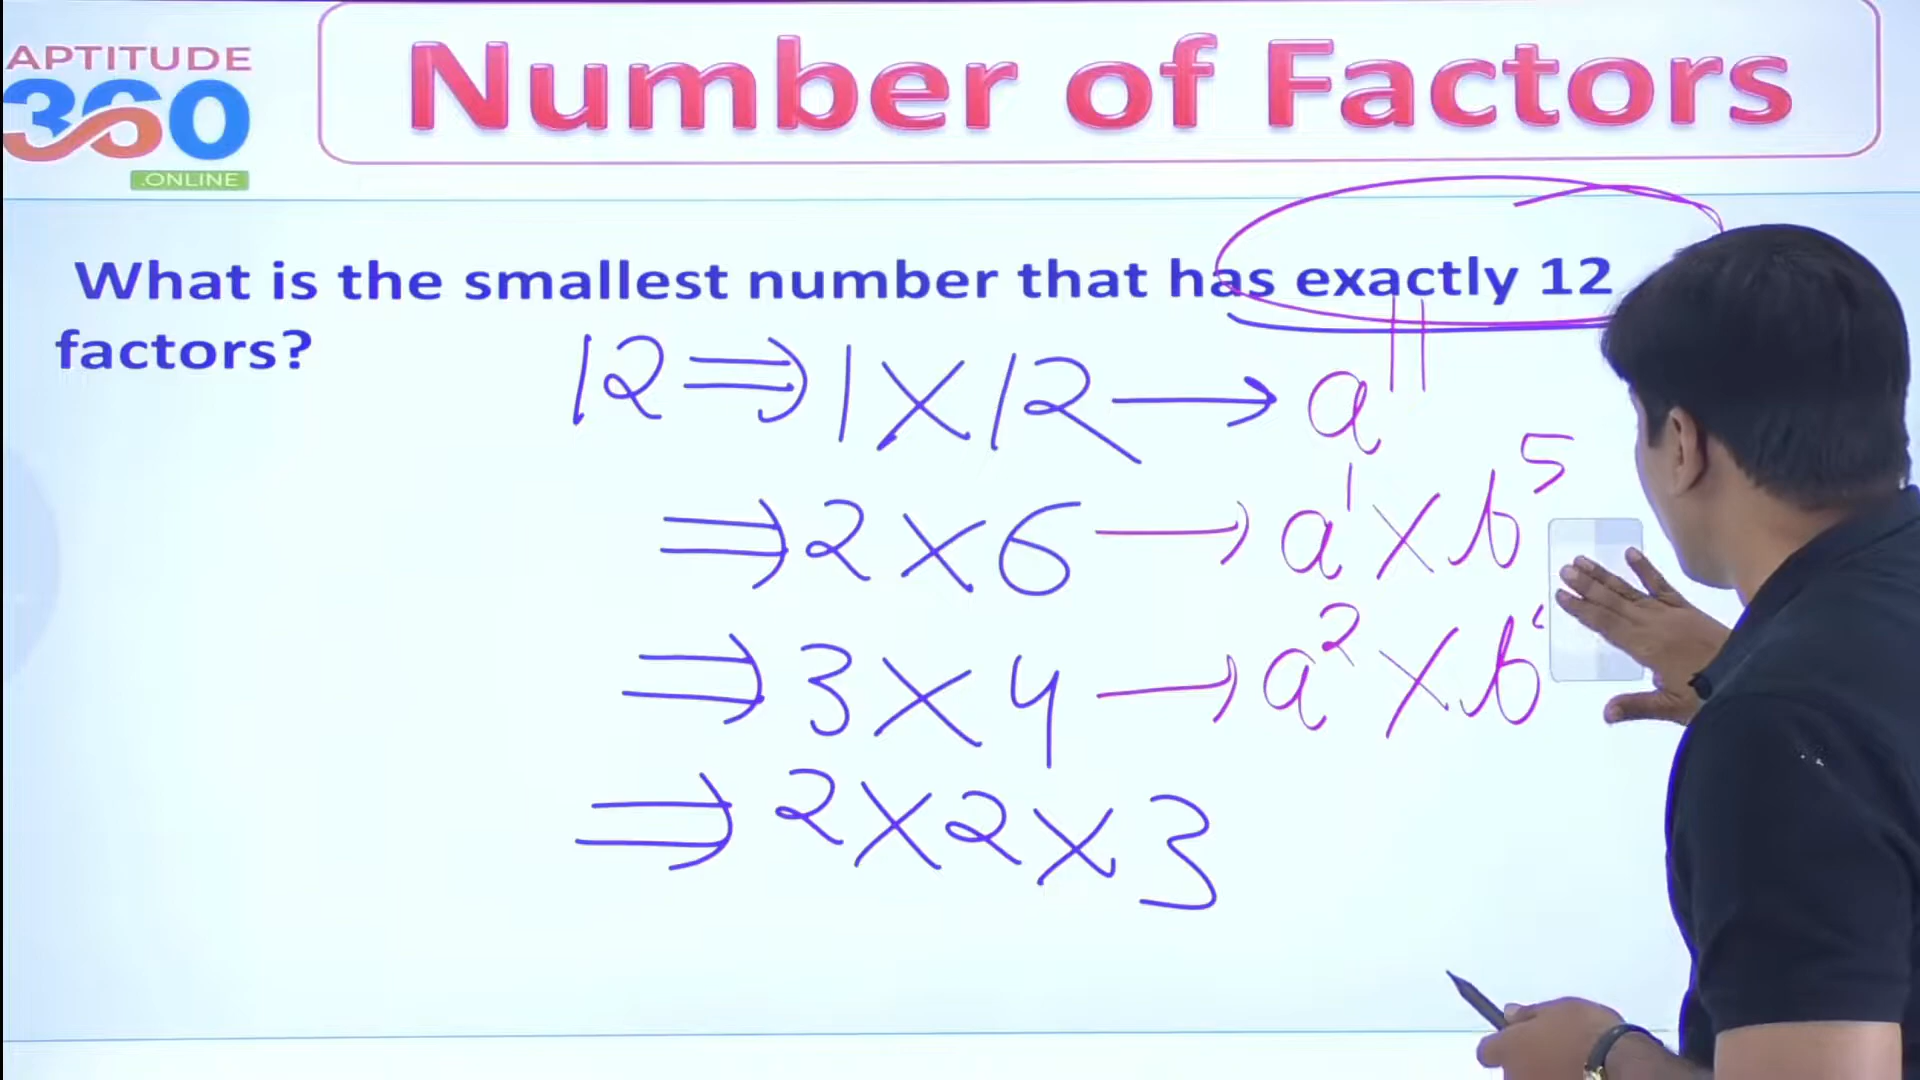 APTITUDE
360
.ONLINE
Number of Factors
What is the smallest number that has exactly 12
factors?
12 ⇒ 1 × 12 → a¹¹
⇒ 2 × 6 → a¹ × b⁵
⇒ 3 × 4 → a² × b
⇒ 2 × 2 × 3